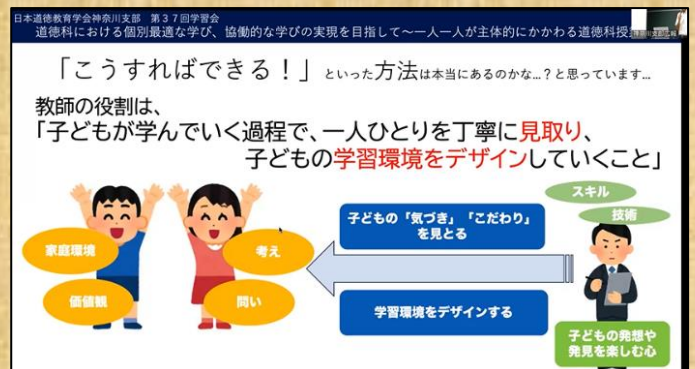 日本道徳教育学会神奈川支部　第３７回学習会
道徳科における個別最適な学び、協働的な学びの実現を目指して～一人一人が主体的にかかわる道徳科授
「こうすればできる！」といった方法は本当にあるのかな…？と思っています…
教師の役割は、
「子どもが学んでいく過程で、一人ひとりを丁寧に見取り、
子どもの学習環境をデザインしていくこと」
スキル
技術
子どもの「気づき」「こだわり」
を見とる
家庭環境
考え
価値観
問い
学習環境をデザインする
子どもの発想や
発見を楽しむ心